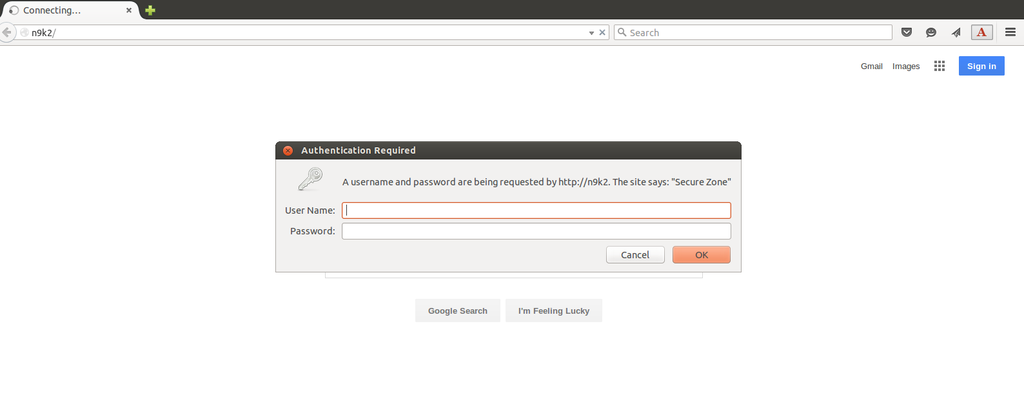 Connecting…
n9k2/
Search
A
Gmail Images Sign in
Authentication Required
A username and password are being requested by http://n9k2. The site says: "Secure Zone"
User Name:
Password:
Cancel OK
Google Search I'm Feeling Lucky